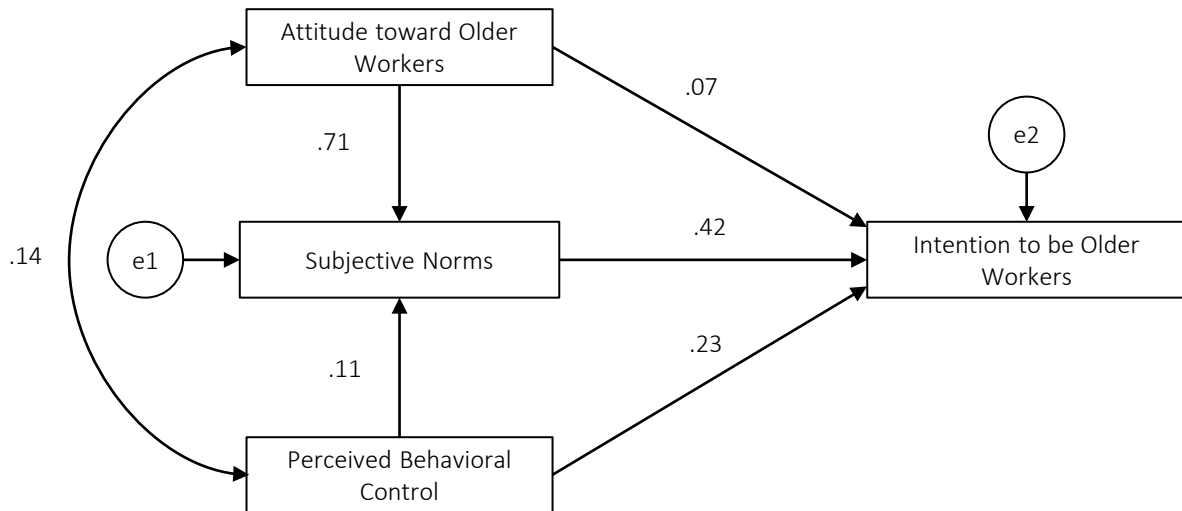 Attitude toward Older
Workers
.07
e2
.71
.14
e1
Subjective Norms
.42
Intention to be Older
Workers
.11
.23
Perceived Behavioral
Control